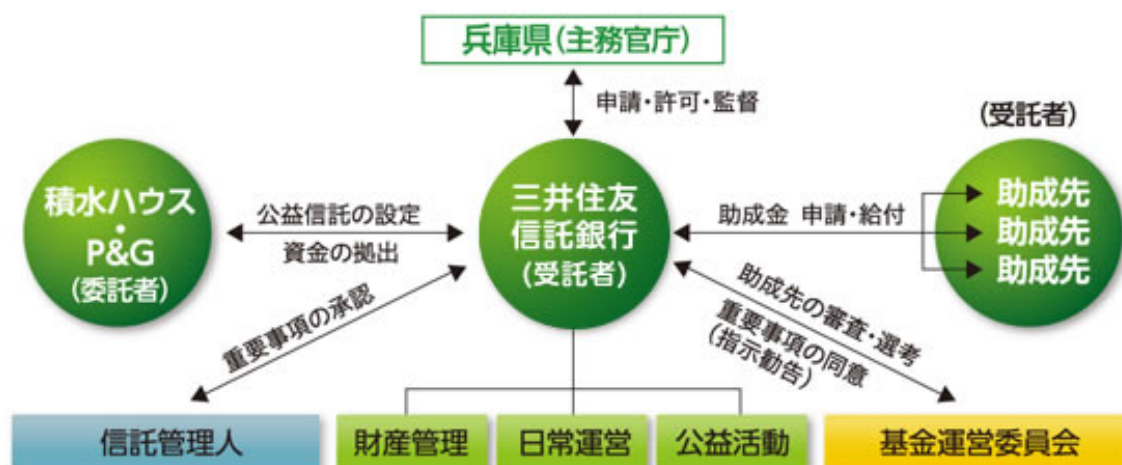 兵庫県(主務官庁)
申請・許可・監督
(受託者)
積水ハウス
・
P&G
(委託者)
公益信託の設定
資金の拠出
三井住友
信託銀行
(受託者)
助成金 申請・給付
助成先
助成先
助成先
重要事項の承認
助成先の審査・選考
重要事項の同意
(指示勧告)
信託管理人
財産管理
日常運営
公益活動
基金運営委員会